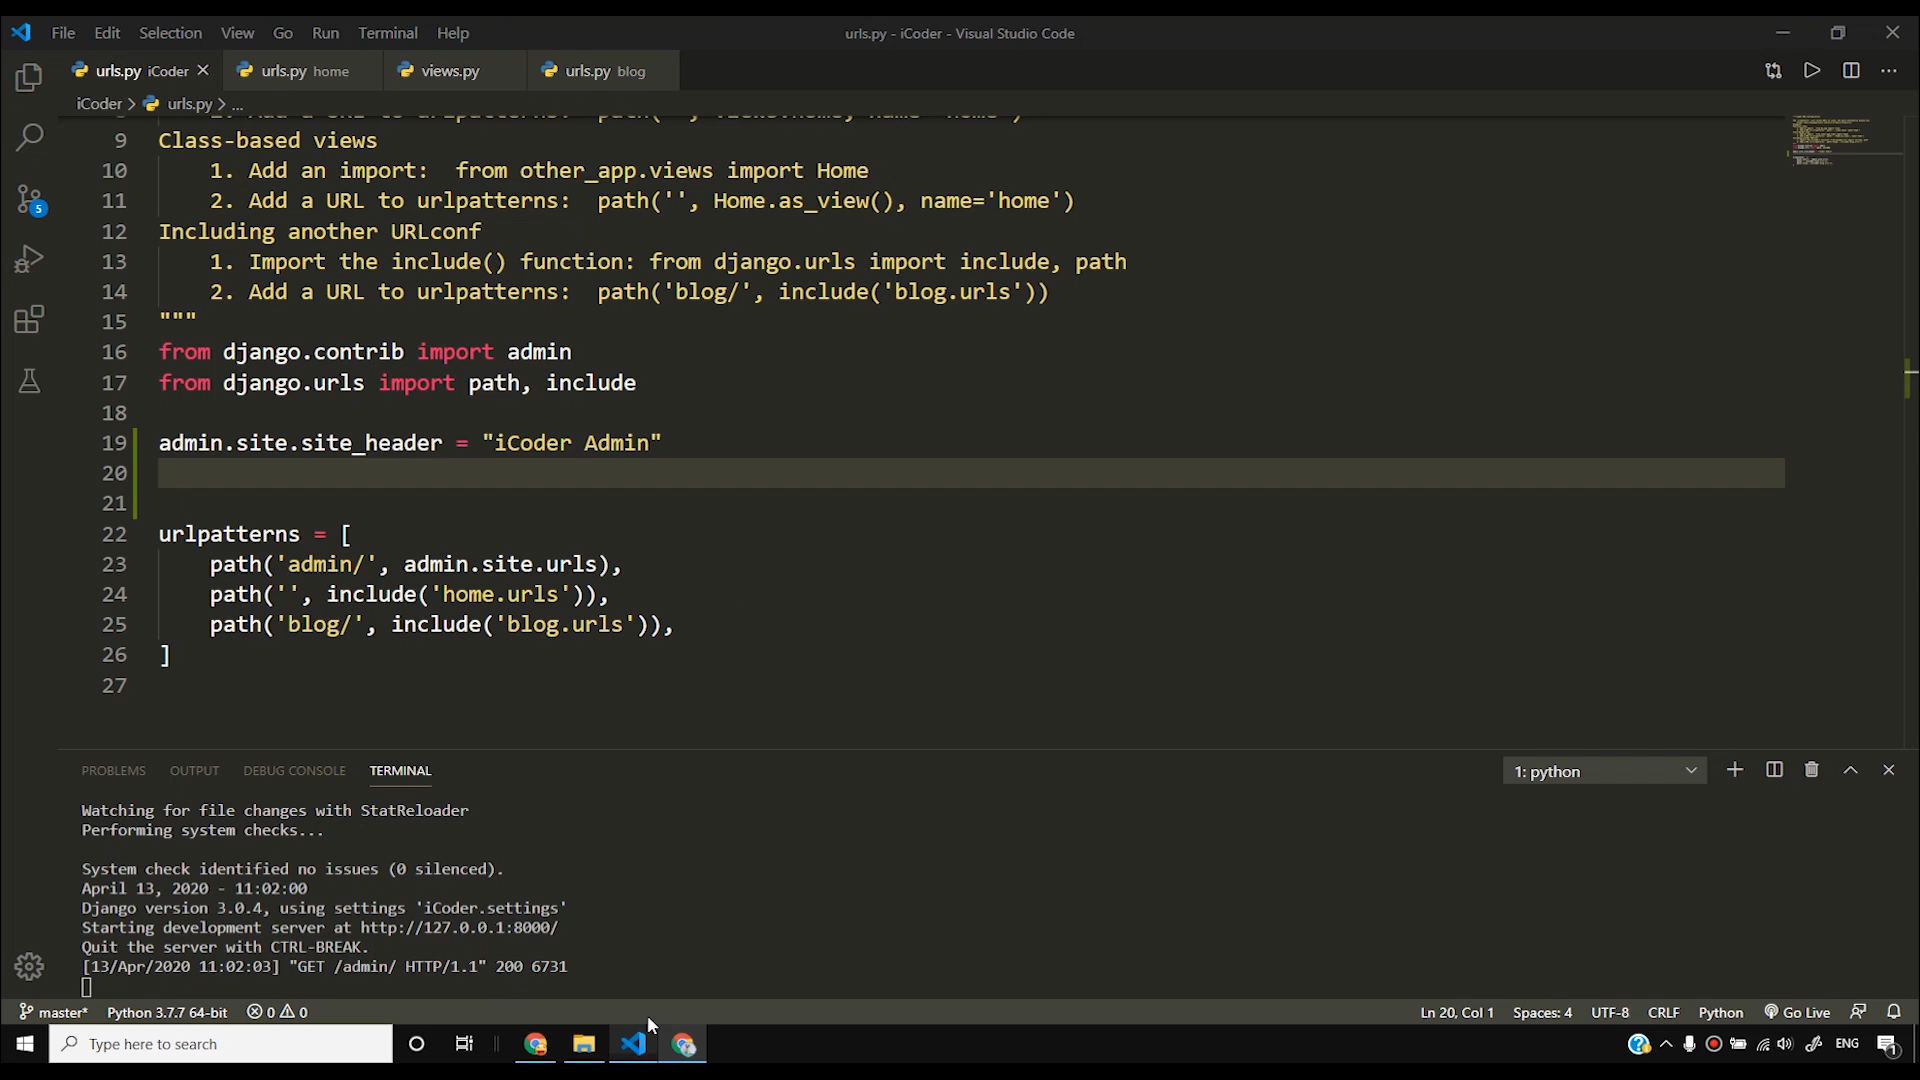 File Edit Selection View Go Run Terminal Help
urls.py - iCoder - Visual Studio Code
urls.py iCoder
urls.py home
views.py
urls.py blog
iCoder > urls.py > ...
9 Class-based views
10 1. Add an import:  from other_app.views import Home
11 2. Add a URL to urlpatterns:  path('', Home.as_view(), name='home')
12 Including another URLconf
13 1. Import the include() function: from django.urls import include, path
14 2. Add a URL to urlpatterns:  path('blog/', include('blog.urls'))
15 """
16 from django.contrib import admin
17 from django.urls import path, include
18
19 admin.site.site_header = "iCoder Admin"
20
21
22 urlpatterns = [
23 path('admin/', admin.site.urls),
24 path('', include('home.urls')),
25 path('blog/', include('blog.urls')),
26 ]
27
5
PROBLEMS OUTPUT DEBUG CONSOLE TERMINAL
1: python
Watching for file changes with StatReloader
Performing system checks...
System check identified no issues (0 silenced).
April 13, 2020 - 11:02:00
Django version 3.0.4, using settings 'iCoder.settings'
Starting development server at http://127.0.0.1:8000/
Quit the server with CTRL-BREAK.
[13/Apr/2020 11:02:03] "GET /admin/ HTTP/1.1" 200 6731
master* Python 3.7.7 64-bit 0 0
Ln 20, Col 1 Spaces: 4 UTF-8 CRLF Python Go Live
Type here to search
ENG
1